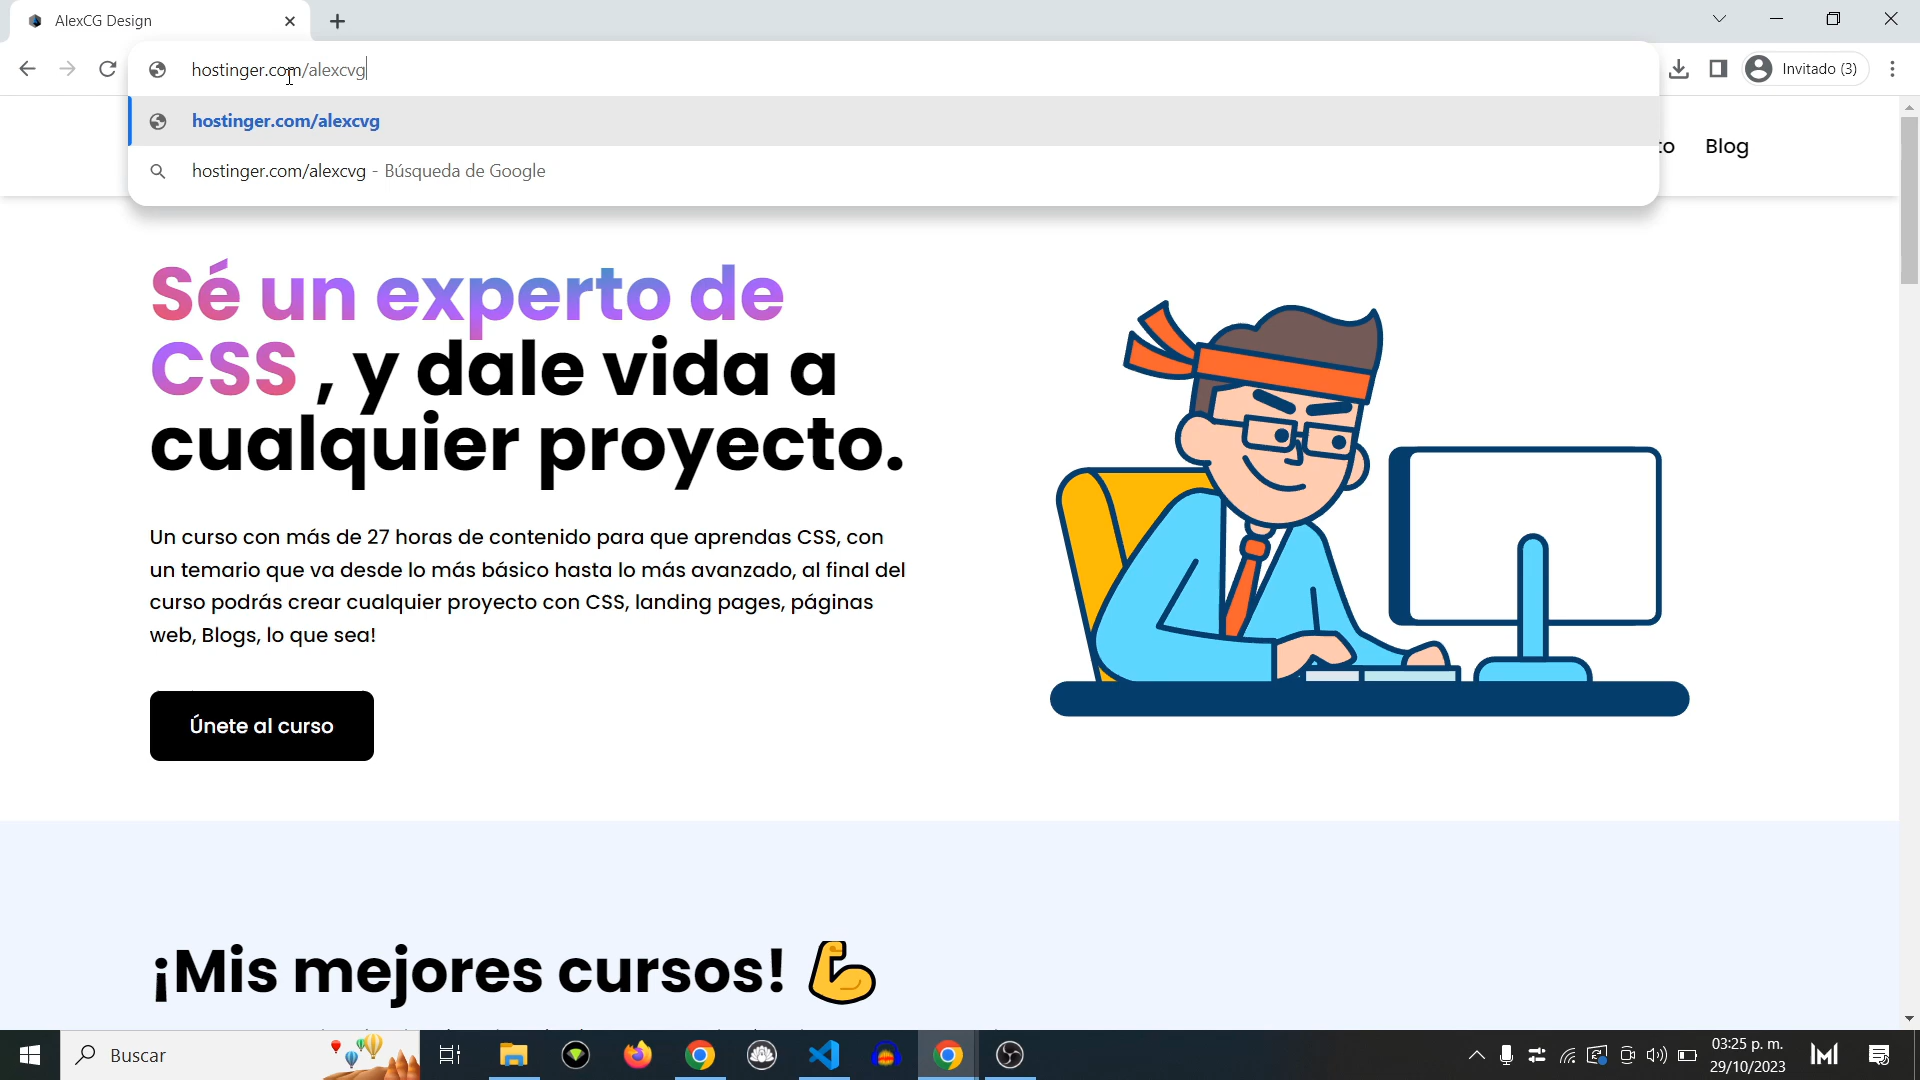 AlexCG Design
hostinger.com/alexcvg
Invitado (3)
hostinger.com/alexcvg
hostinger.com/alexcvg - Búsqueda de Google
to Blog
Sé un experto de
CSS , y dale vida a
cualquier proyecto.
Un curso con más de 27 horas de contenido para que aprendas CSS, con
un temario que va desde lo más básico hasta lo más avanzado, al final del
curso podrás crear cualquier proyecto con CSS, landing pages, páginas
web, Blogs, lo que sea!
Únete al curso
¡Mis mejores cursos! 💪
Buscar
03:25 p. m.
29/10/2023